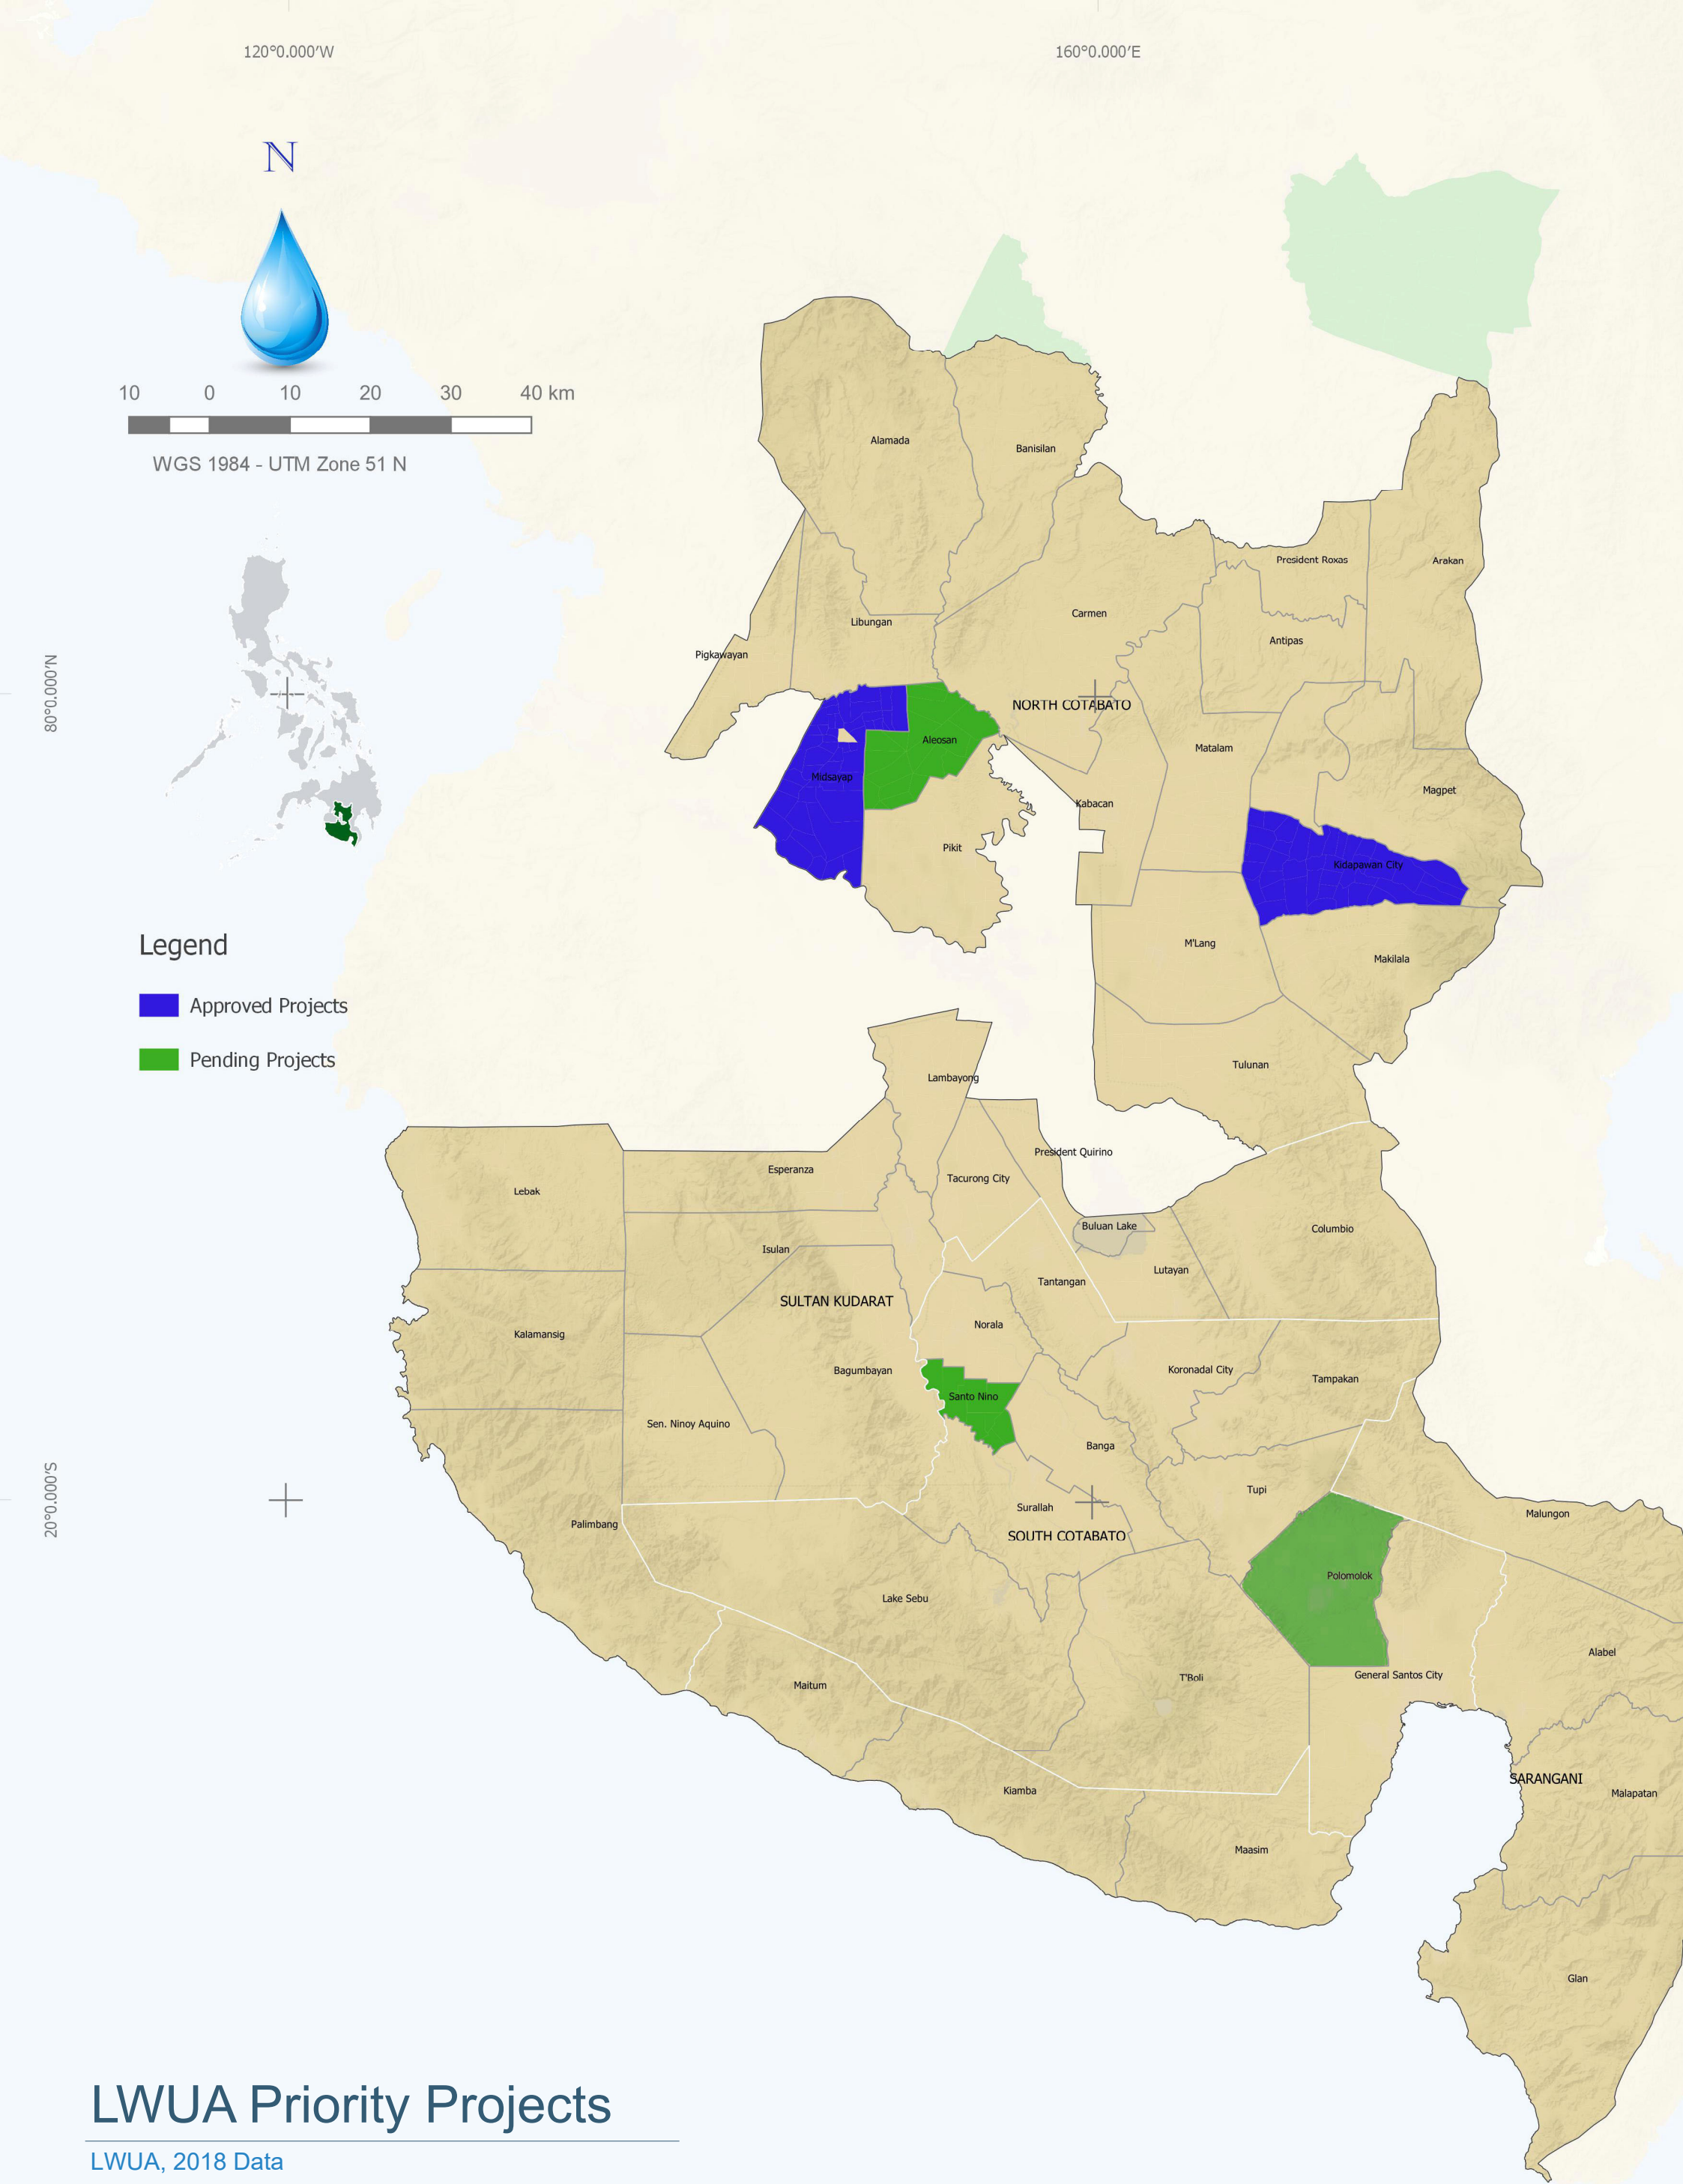 120°0.000'W
160°0.000'E
N
10 0 10 20 30 40 km
WGS 1984 - UTM Zone 51 N
80°0.000'N
20°0.000'S
Legend
Approved Projects
Pending Projects
Alamada
Banisilan
President Roxas
Arakan
Carmen
Libungan
Antipas
Pigkawayan
NORTH COTABATO
Aleosan
Matalam
Midsayap
Magpet
Kabacan
Pikit
Kidapawan City
M'Lang
Makilala
Tulunan
Lambayong
President Quirino
Esperanza
Tacurong City
Lebak
Buluan Lake
Columbio
Isulan
Lutayan
Tantangan
SULTAN KUDARAT
Norala
Kalamansig
Bagumbayan
Koronadal City
Tampakan
Santo Nino
Sen. Ninoy Aquino
Banga
Tupi
Surallah
Malungon
Palimbang
SOUTH COTABATO
Polomolok
Lake Sebu
Alabel
General Santos City
T'Boli
Maitum
SARANGANI
Kiamba
Malapatan
Maasim
Glan
LWUA Priority Projects
LWUA, 2018 Data